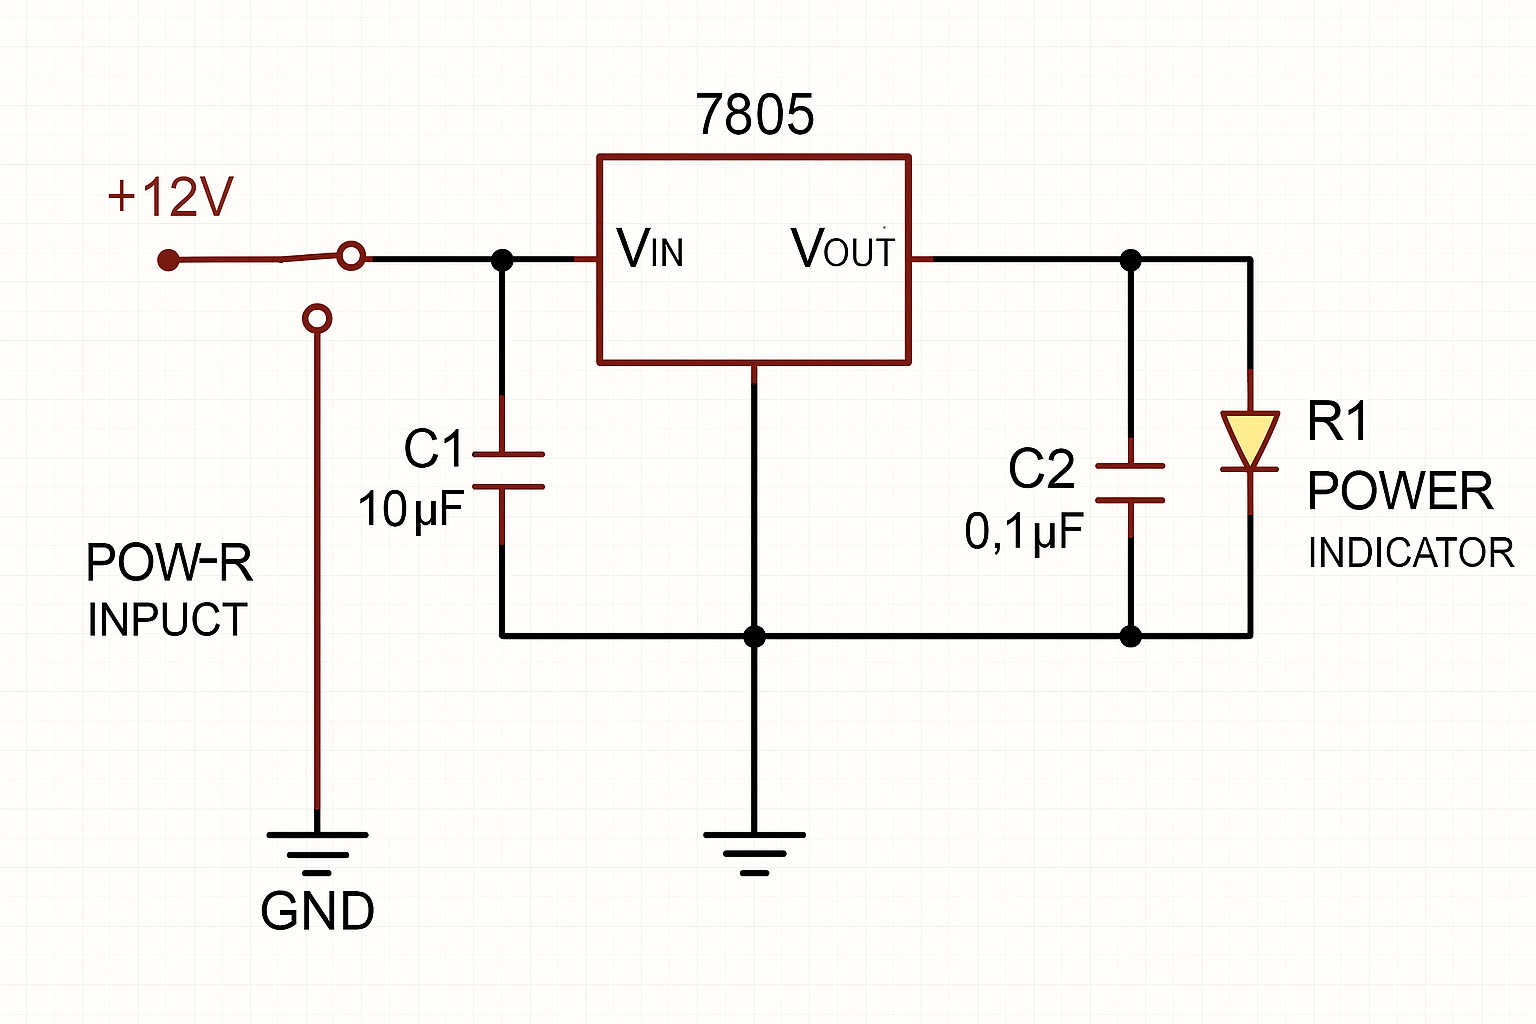 7805
+12V
VIN
VOUT
C1
10µF
C2
0,1µF
R1
POWER
INDICATOR
POW-R
INPUCT
GND